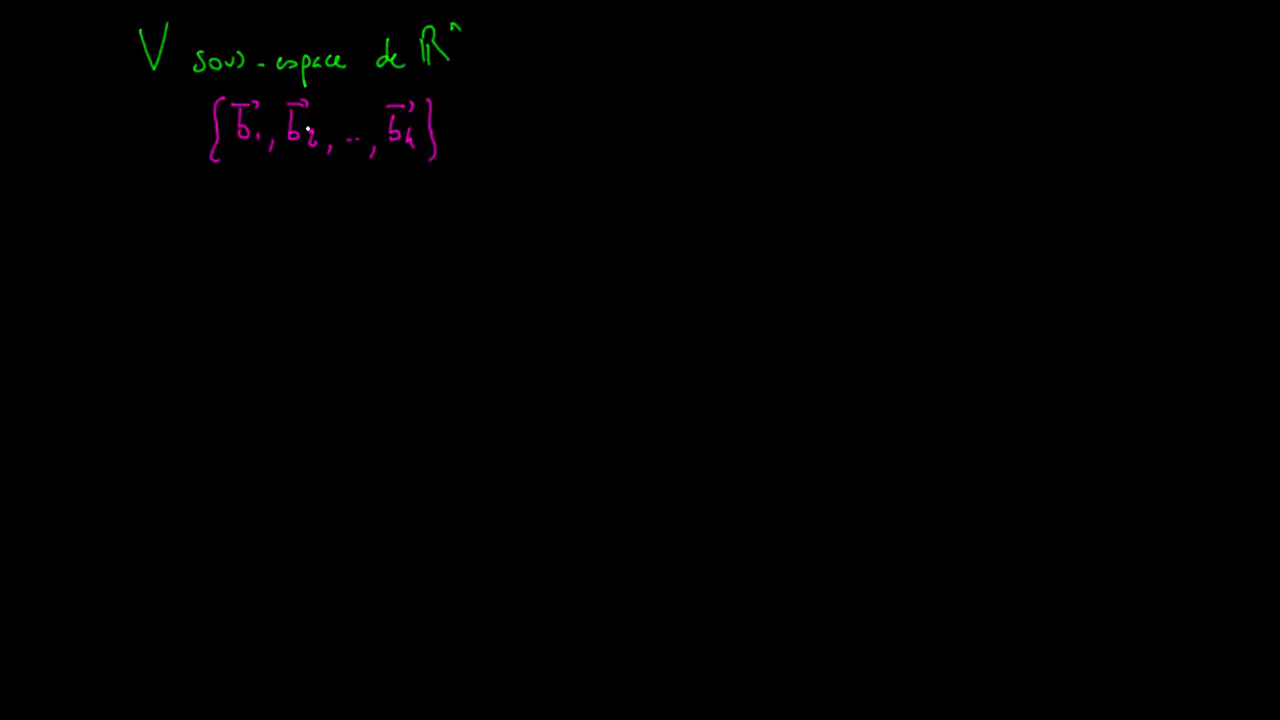 V sous-espace de ℝⁿ
{b⃗₁, b⃗₂, .., b⃗ₖ}